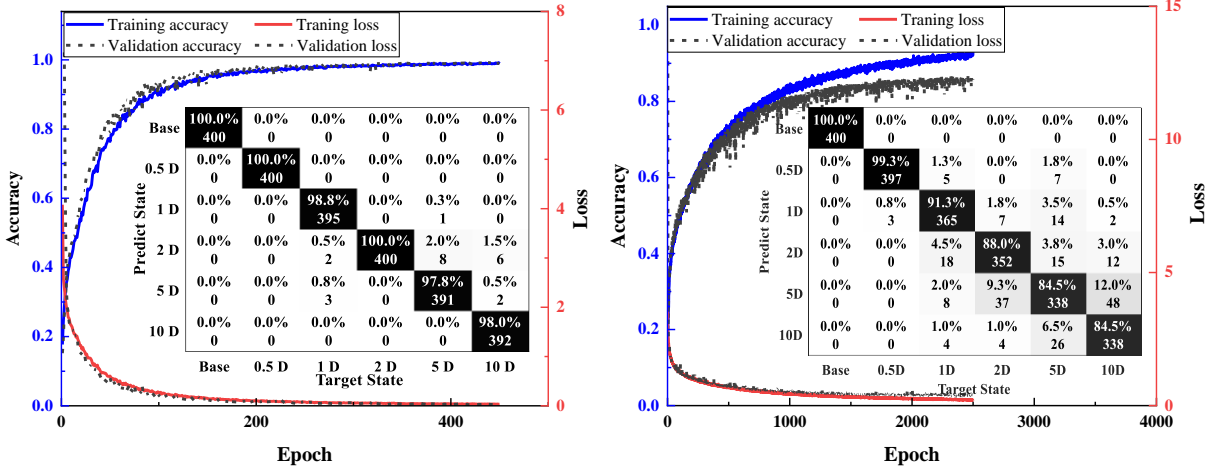 Training accuracy Traning loss
Validation accuracy Validation loss
1.0
0.8
0.6
0.4
0.2
0.0
Accuracy
8
6
4
2
0
Loss
0 200 400
Epoch
Predict State
Base 100.0% 0.0% 0.0% 0.0% 0.0% 0.0%
400 0 0 0 0 0
0.5 D 0.0% 100.0% 0.0% 0.0% 0.0% 0.0%
0 400 0 0 0 0
1 D 0.0% 0.0% 98.8% 0.0% 0.3% 0.0%
0 0 395 0 1 0
2 D 0.0% 0.0% 0.5% 100.0% 2.0% 1.5%
0 0 2 400 8 6
5 D 0.0% 0.0% 0.8% 0.0% 97.8% 0.5%
0 0 3 0 391 2
10 D 0.0% 0.0% 0.0% 0.0% 0.0% 98.0%
0 0 0 0 0 392
Base 0.5 D 1 D 2 D 5 D 10 D
Target State
Training accuracy Traning loss
Validation accuracy Validation loss
1.0
0.8
0.6
0.4
0.2
0.0
Accuracy
15
10
5
0
Loss
0 1000 2000 3000 4000
Epoch
Predict State
Base 100.0% 0.0% 0.0% 0.0% 0.0% 0.0%
400 0 0 0 0 0
0.5D 0.0% 99.3% 1.3% 0.0% 1.8% 0.0%
0 397 5 0 7 0
1D 0.0% 0.8% 91.3% 1.8% 3.5% 0.5%
0 3 365 7 14 2
2D 0.0% 0.0% 4.5% 88.0% 3.8% 3.0%
0 0 18 352 15 12
5D 0.0% 0.0% 2.0% 9.3% 84.5% 12.0%
0 0 8 37 338 48
10D 0.0% 0.0% 1.0% 1.0% 6.5% 84.5%
0 0 4 4 26 338
Base 0.5D 1D 2D 5D 10D
Target State